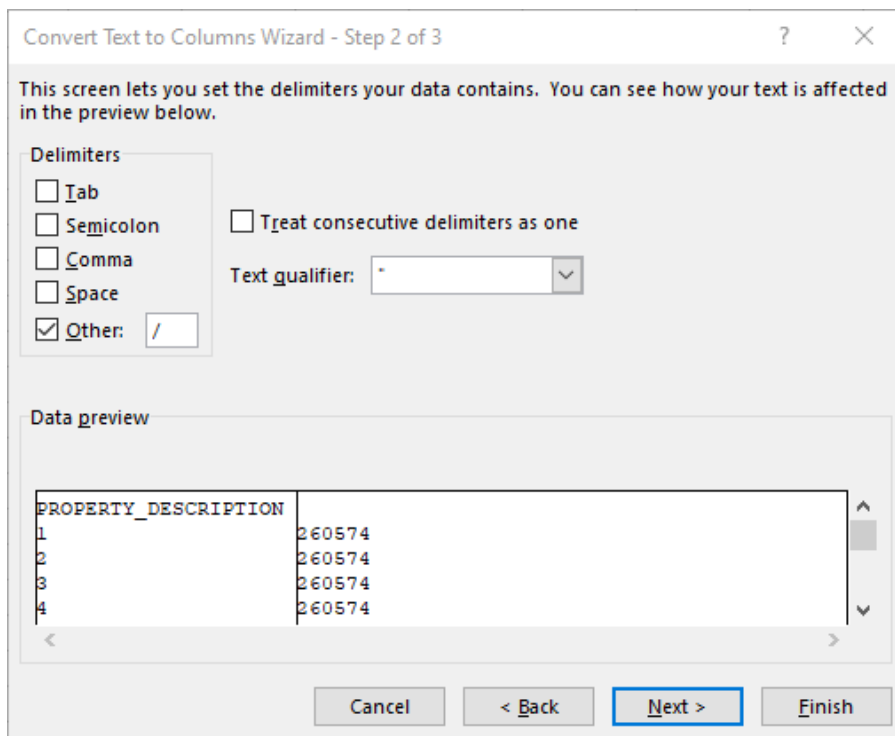 Convert Text to Columns Wizard - Step 2 of 3
This screen lets you set the delimiters your data contains. You can see how your text is affected
in the preview below.
Delimiters
Tab
Semicolon
Comma
Space
Other: /
Treat consecutive delimiters as one
Text qualifier: "
Data preview
PROPERTY_DESCRIPTION
1 260574
2 260574
3 260574
4 260574
Cancel < Back Next > Finish